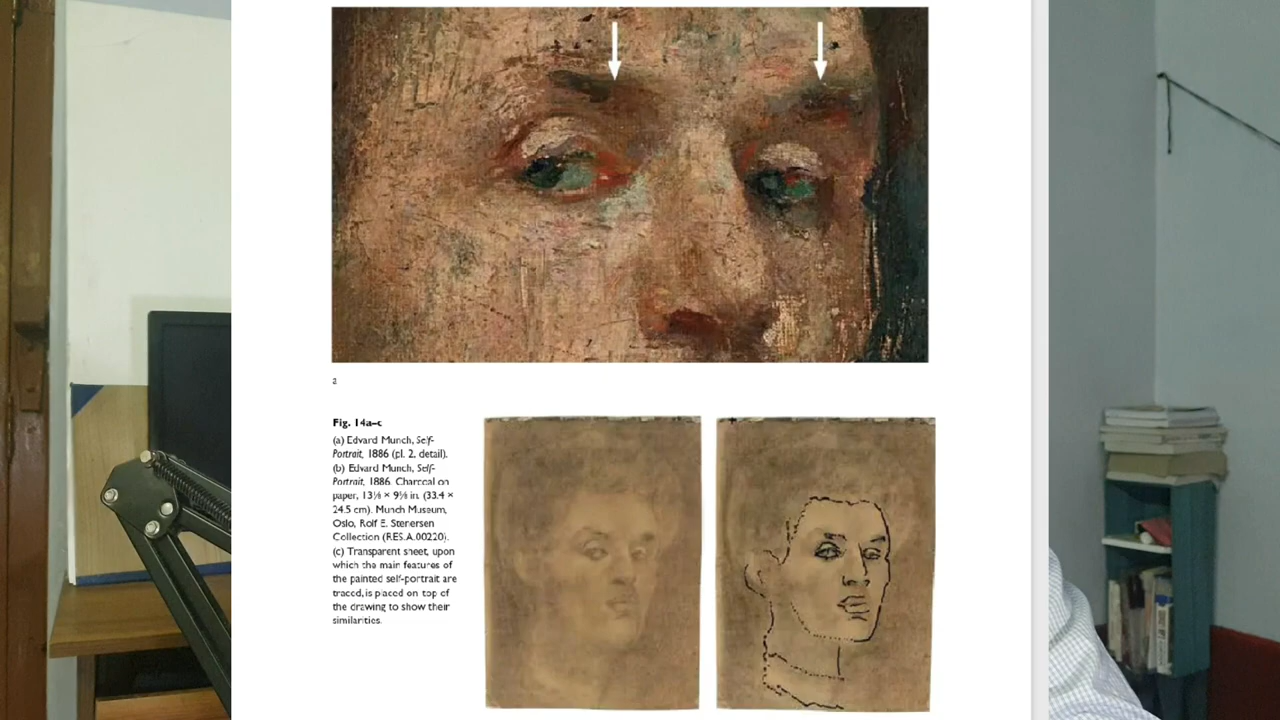 a
Fig. 14a–c
(a) Edvard Munch, Self-
Portrait, 1886 (pl. 2, detail).
(b) Edvard Munch, Self-
Portrait, 1886. Charcoal on
paper, 13⅛ × 9⅝ in. (33.4 ×
24.5 cm). Munch Museum,
Oslo, Rolf E. Stenersen
Collection (RES.A.00220).
(c) Transparent sheet, upon
which the main features of
the painted self-portrait are
traced, is placed on top of
the drawing to show their
similarities.